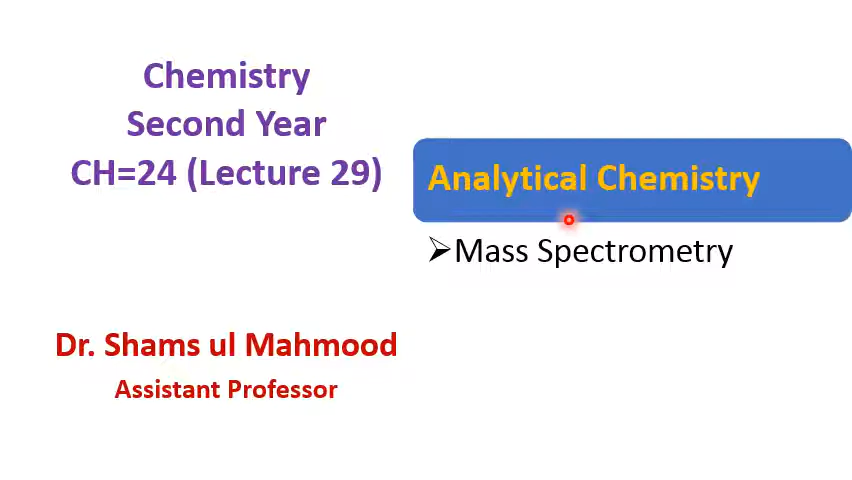 Chemistry
Second Year
CH=24 (Lecture 29)
Analytical Chemistry
➢Mass Spectrometry
Dr. Shams ul Mahmood
Assistant Professor